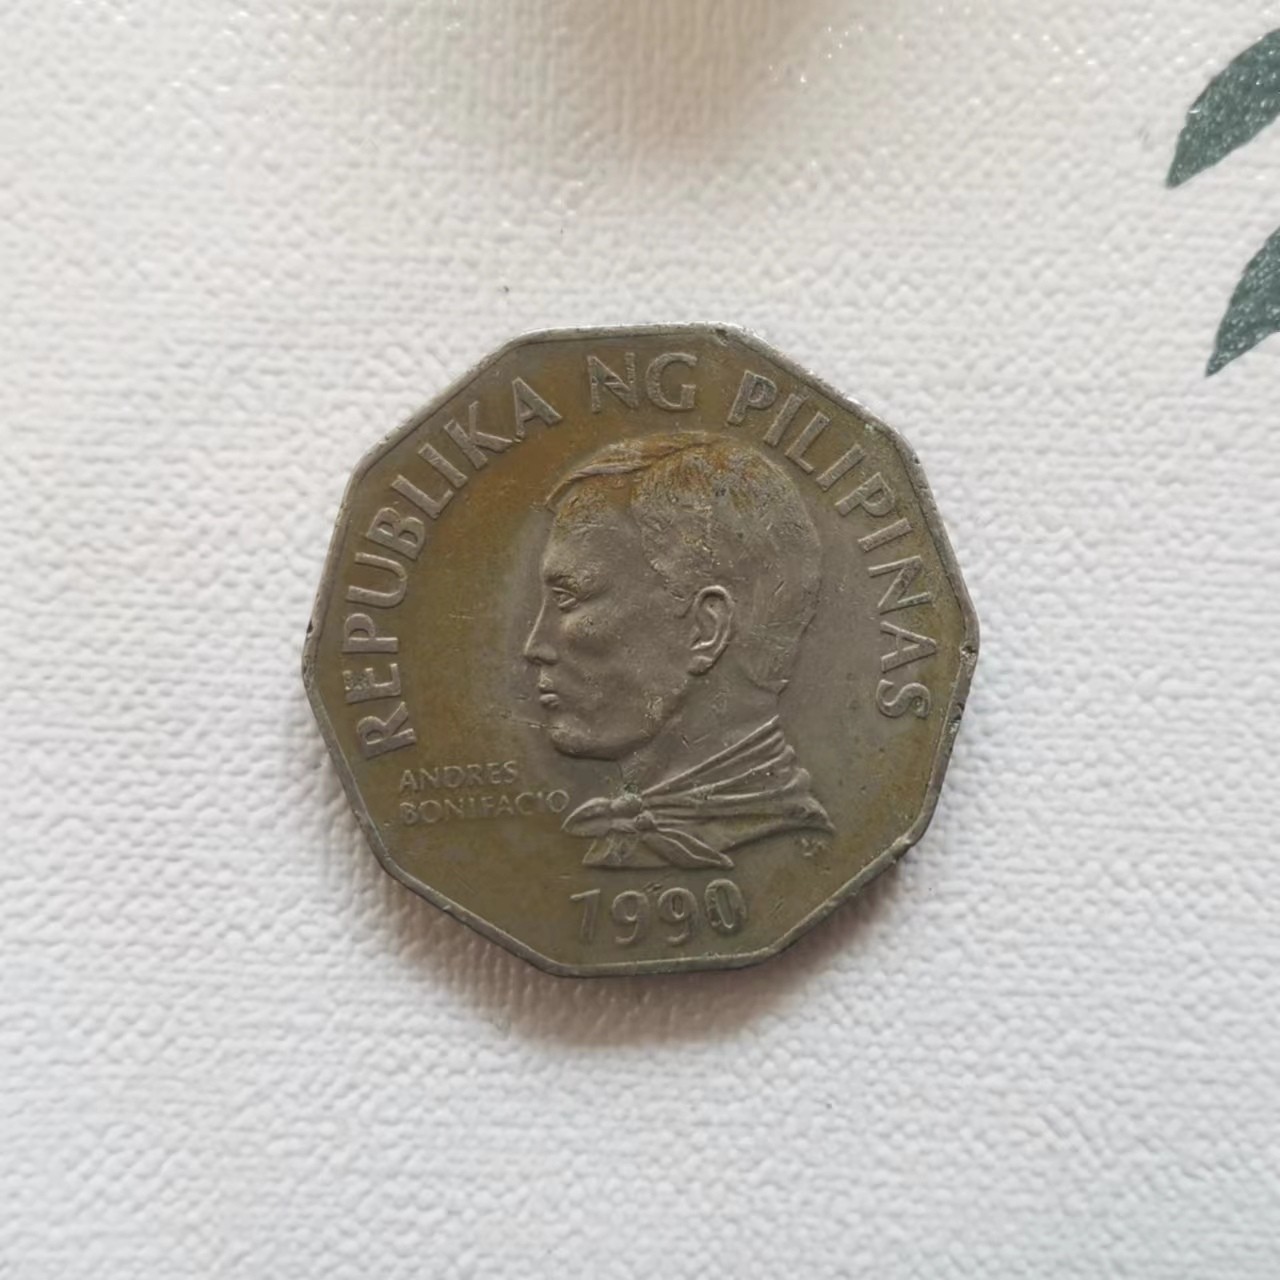 REPUBLIKA NG PILIPINAS
ANDRES
BONIFACIO
1990